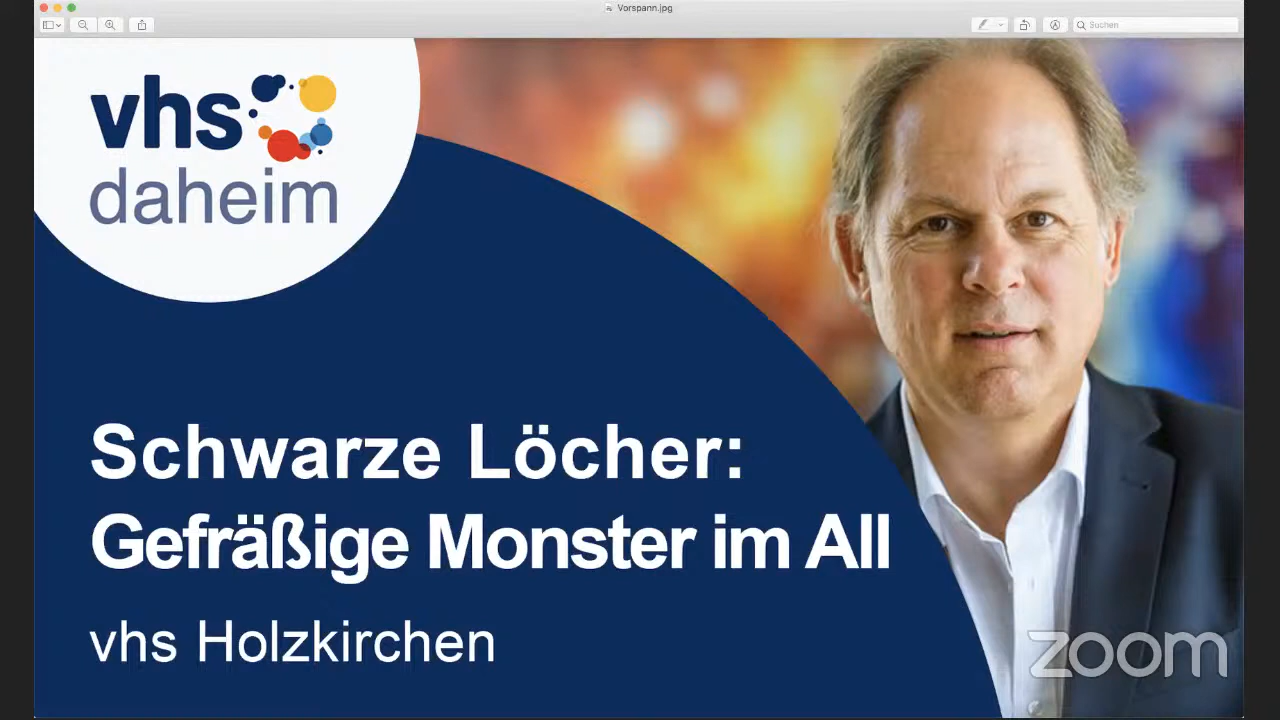 Vorspann.jpg
Suchen
vhs
daheim
Schwarze Löcher:
Gefräßige Monster im All
vhs Holzkirchen
zoom